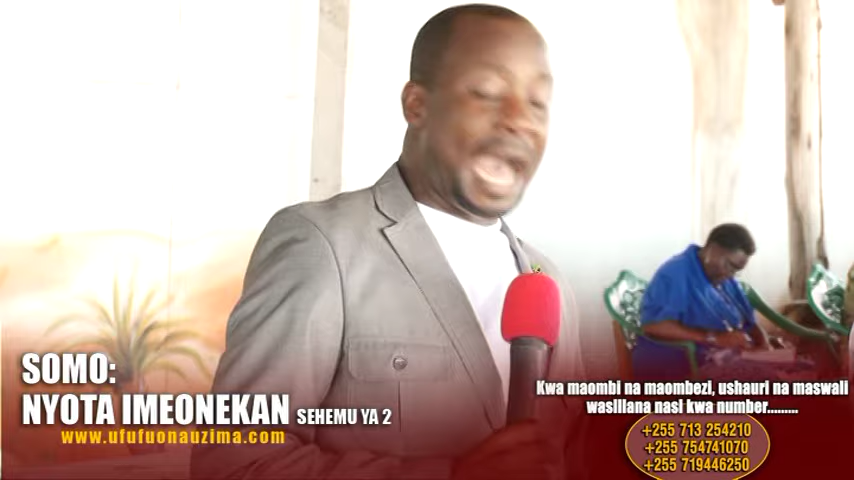 SOMO:
NYOTA IMEONEKAN SEHEMU YA 2
www.ufufuonauzima.com
Kwa maombi na maombezi, ushauri na maswali
wasiliana nasi kwa number.........
+255 713 254210
+255 754741070
+255 719446250